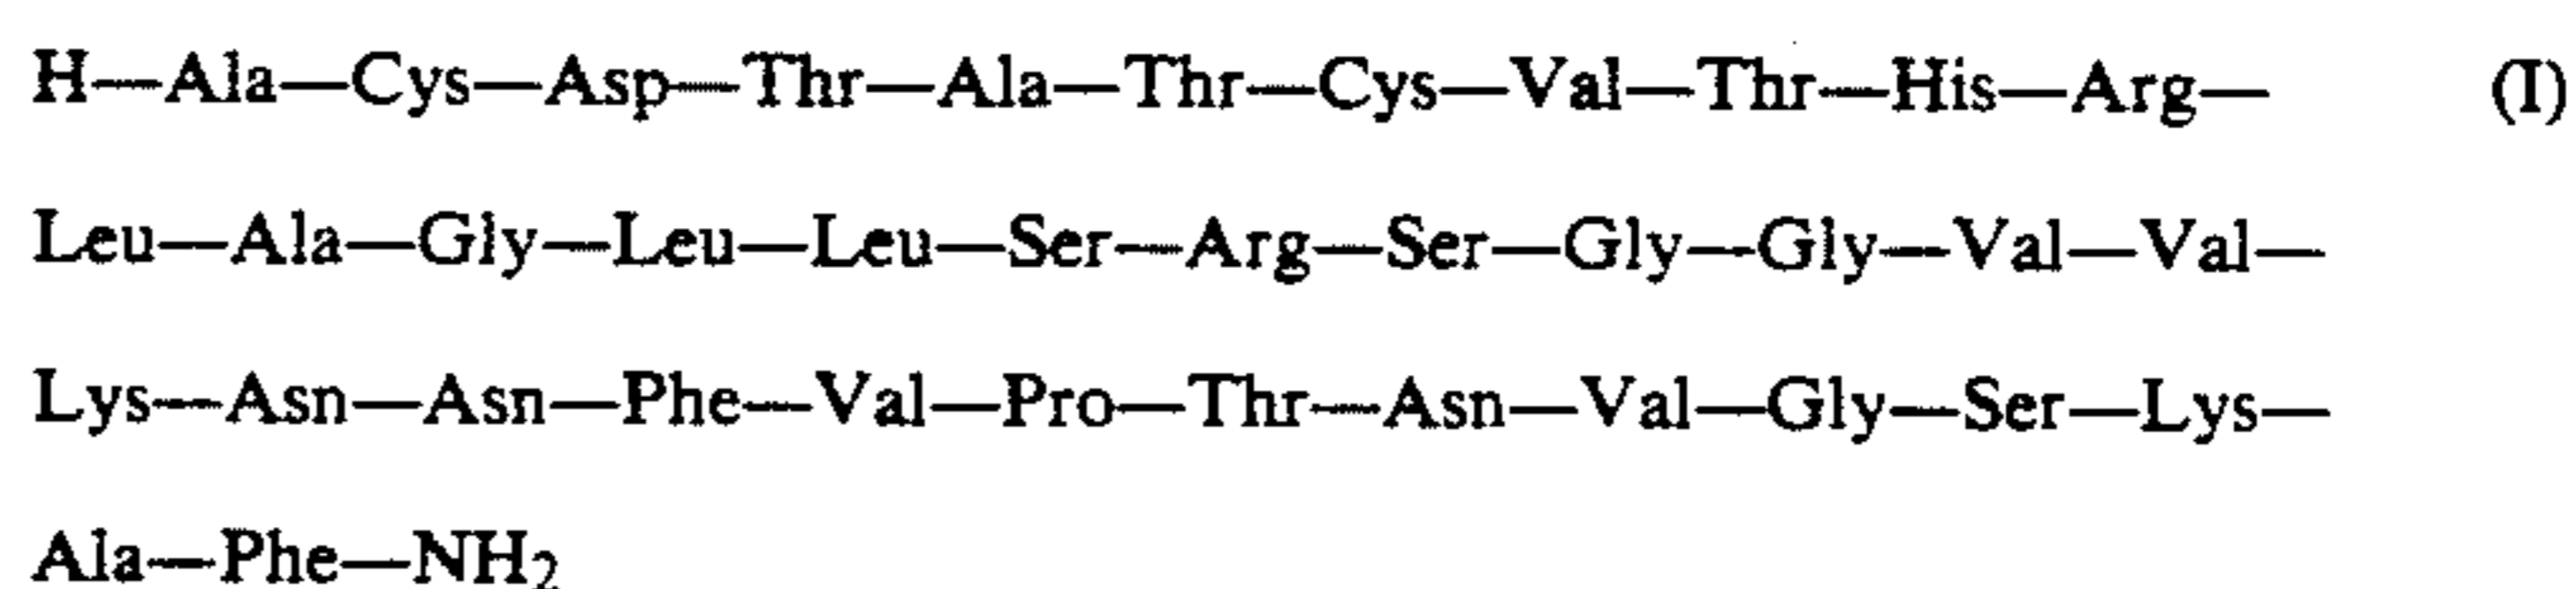 H—Ala—Cys—Asp—Thr—Ala—Thr—Cys—Val—Thr—His—Arg— (I)
Leu—Ala—Gly—Leu—Leu—Ser—Arg—Ser—Gly—Gly—Val—Val—
Lys—Asn—Asn—Phe—Val—Pro—Thr—Asn—Val—Gly—Ser—Lys—
Ala—Phe—NH₂